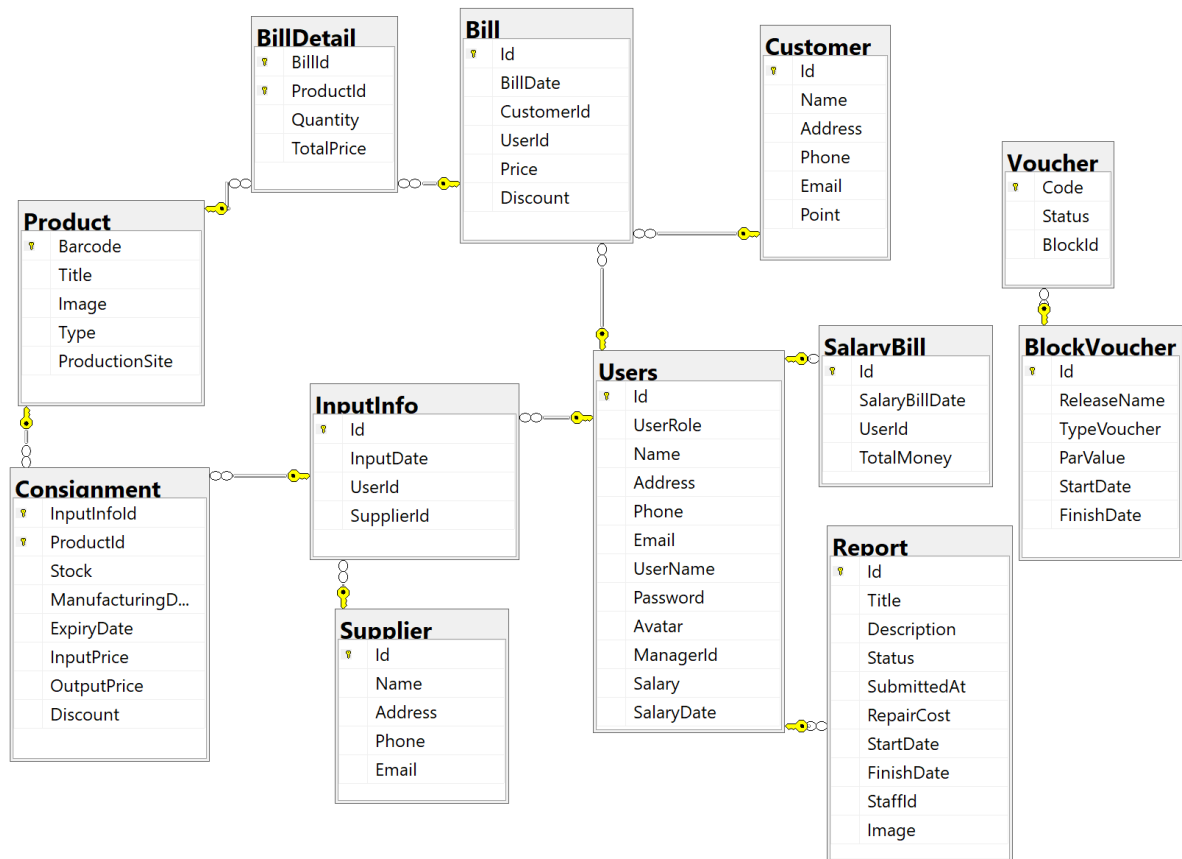 BillDetail
BillId
ProductId
Quantity
TotalPrice
Bill
Id
BillDate
CustomerId
UserId
Price
Discount
Customer
Id
Name
Address
Phone
Email
Point
Voucher
Code
Status
BlockId
Product
Barcode
Title
Image
Type
ProductionSite
InputInfo
Id
InputDate
UserId
SupplierId
Users
Id
UserRole
Name
Address
Phone
Email
UserName
Password
Avatar
ManagerId
Salary
SalaryDate
SalaryBill
Id
SalaryBillDate
UserId
TotalMoney
BlockVoucher
Id
ReleaseName
TypeVoucher
ParValue
StartDate
FinishDate
Consignment
InputInfoId
ProductId
Stock
ManufacturingD...
ExpiryDate
InputPrice
OutputPrice
Discount
Supplier
Id
Name
Address
Phone
Email
Report
Id
Title
Description
Status
SubmittedAt
RepairCost
StartDate
FinishDate
StaffId
Image